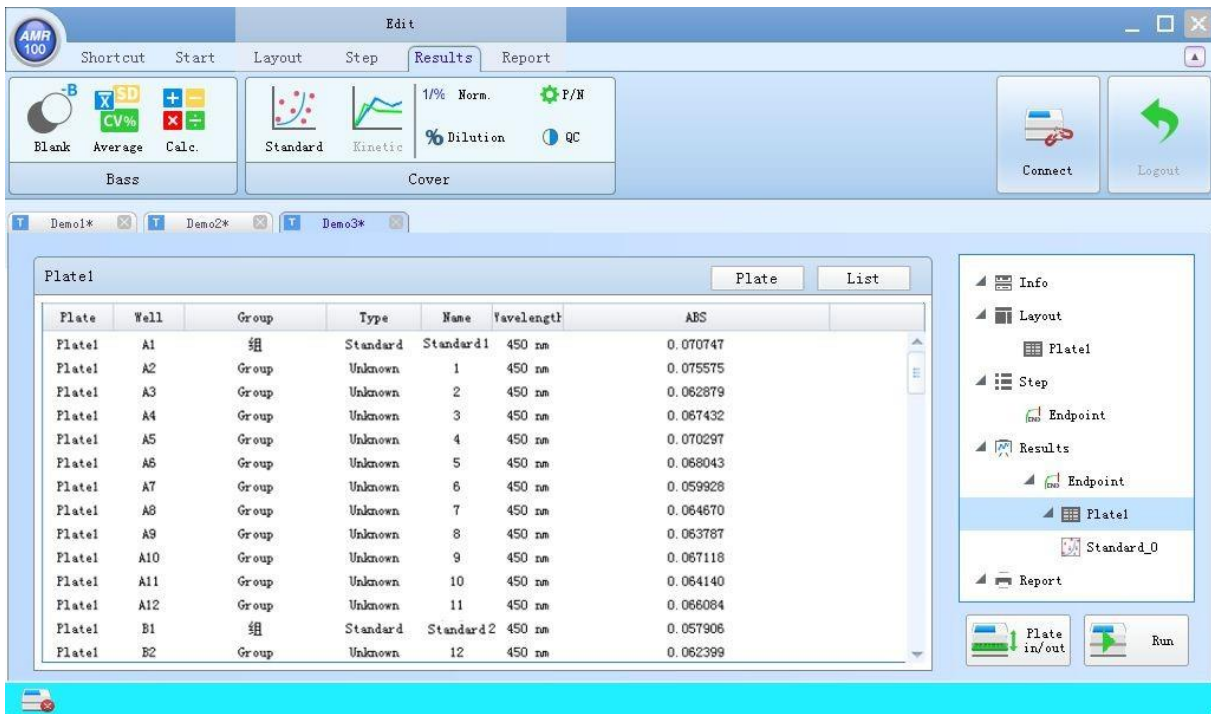 Edit
AMR
100
Shortcut Start Layout Step Results Report
-B
X SD
CV%
Blank Average Calc.
Bass
Standard Kinetic
1/% Norm. P/N
% Dilution QC
Cover
Connect
Logout
T Demo1* T Demo2* T Demo3*
Plate1 Plate List
Plate Well Group Type Name Wavelength ABS
Plate1 A1 组 Standard Standard1 450 nm 0.070747
Plate1 A2 Group Unknown 1 450 nm 0.075575
Plate1 A3 Group Unknown 2 450 nm 0.062879
Plate1 A4 Group Unknown 3 450 nm 0.067432
Plate1 A5 Group Unknown 4 450 nm 0.070297
Plate1 A6 Group Unknown 5 450 nm 0.068043
Plate1 A7 Group Unknown 6 450 nm 0.059928
Plate1 A8 Group Unknown 7 450 nm 0.064670
Plate1 A9 Group Unknown 8 450 nm 0.063787
Plate1 A10 Group Unknown 9 450 nm 0.067118
Plate1 A11 Group Unknown 10 450 nm 0.064140
Plate1 A12 Group Unknown 11 450 nm 0.066084
Plate1 B1 组 Standard Standard2 450 nm 0.057906
Plate1 B2 Group Unknown 12 450 nm 0.062399
Info
Layout
Plate1
Step
END Endpoint
Results
END Endpoint
Plate1
Standard_0
Report
Plate
in/out
Run